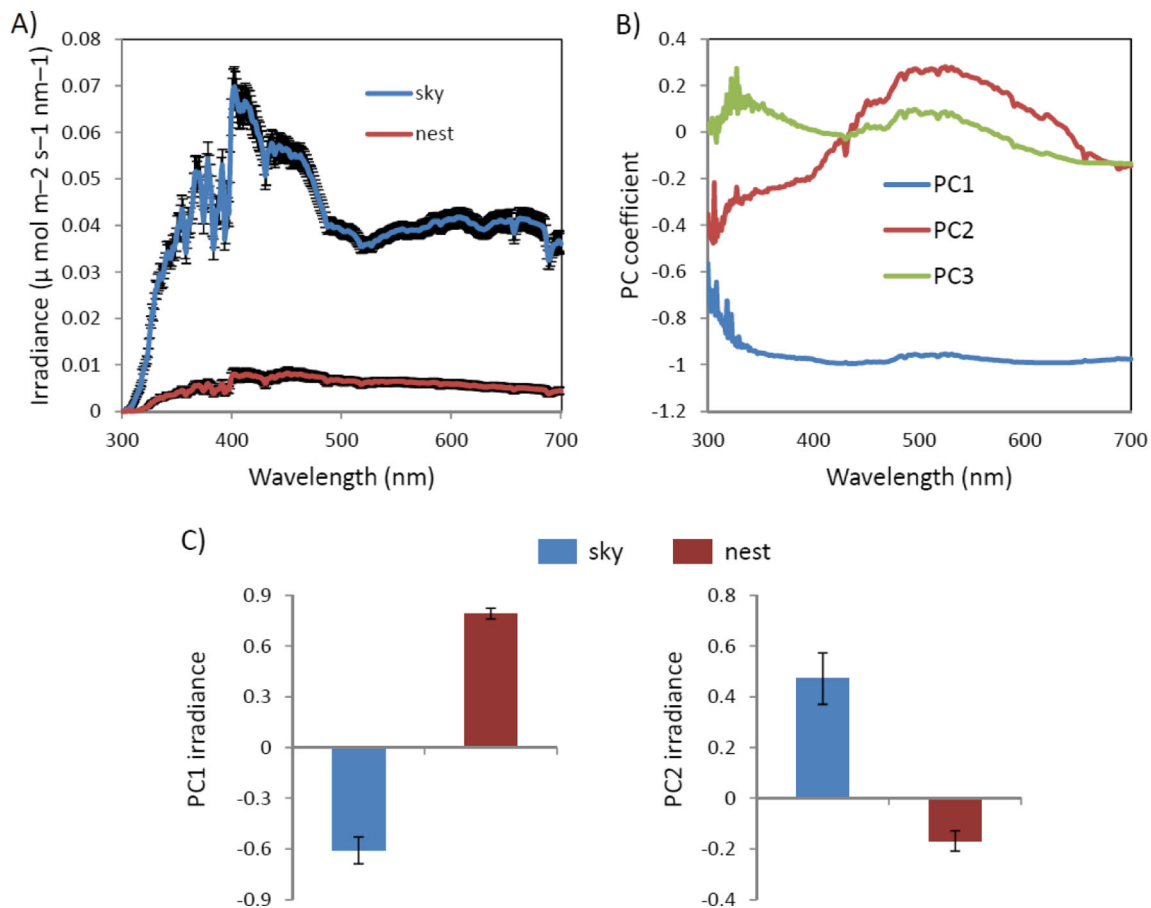 A)
0.08
0.07
0.06
0.05
0.04
0.03
0.02
0.01
0
Irradiance (μ mol m−2 s−1 nm−1)
sky
nest
300
400
500
600
700
Wavelength (nm)
B)
0.4
0.2
0
-0.2
-0.4
-0.6
-0.8
-1
-1.2
PC coefficient
PC1
PC2
PC3
300
400
500
600
700
Wavelength (nm)
C)
sky
nest
0.9
0.6
0.3
0
-0.3
-0.6
-0.9
PC1 irradiance
0.8
0.6
0.4
0.2
0
-0.2
-0.4
PC2 irradiance